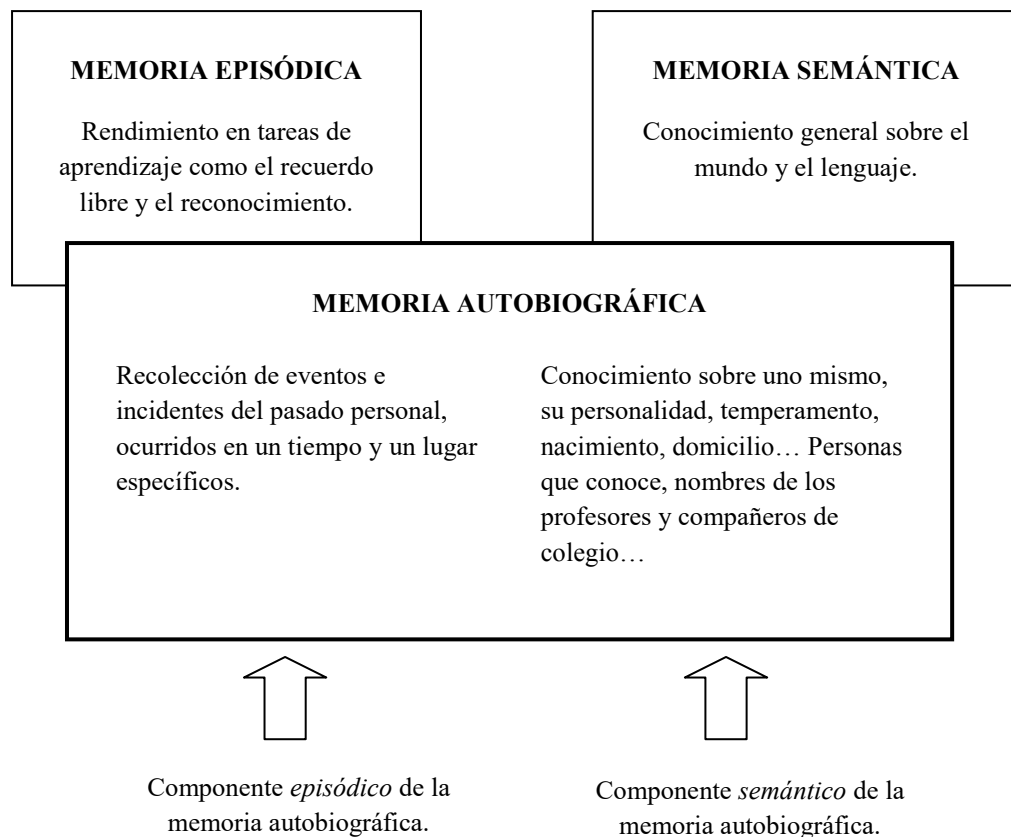 MEMORIA EPISÓDICA
Rendimiento en tareas de
aprendizaje como el recuerdo
libre y el reconocimiento.
MEMORIA SEMÁNTICA
Conocimiento general sobre el
mundo y el lenguaje.
MEMORIA AUTOBIOGRÁFICA
Recolección de eventos e
incidentes del pasado personal,
ocurridos en un tiempo y un lugar
específicos.
Conocimiento sobre uno mismo,
su personalidad, temperamento,
nacimiento, domicilio… Personas
que conoce, nombres de los
profesores y compañeros de
colegio…
Componente episódico de la
memoria autobiográfica.
Componente semántico de la
memoria autobiográfica.